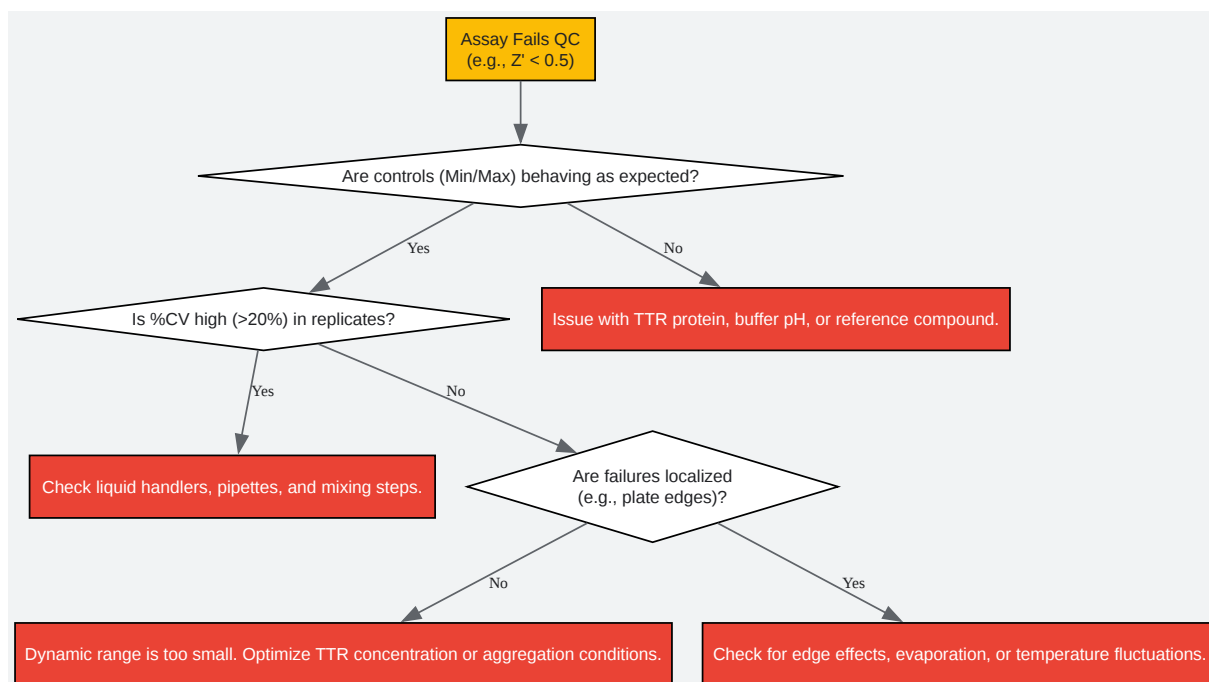 Assay Fails QC
(e.g., Z' < 0.5)
Are controls (Min/Max) behaving as expected?
Yes
No
Is %CV high (>20%) in replicates?
Issue with TTR protein, buffer pH, or reference compound.
Yes
No
Check liquid handlers, pipettes, and mixing steps.
Are failures localized
(e.g., plate edges)?
No
Yes
Dynamic range is too small. Optimize TTR concentration or aggregation conditions.
Check for edge effects, evaporation, or temperature fluctuations.